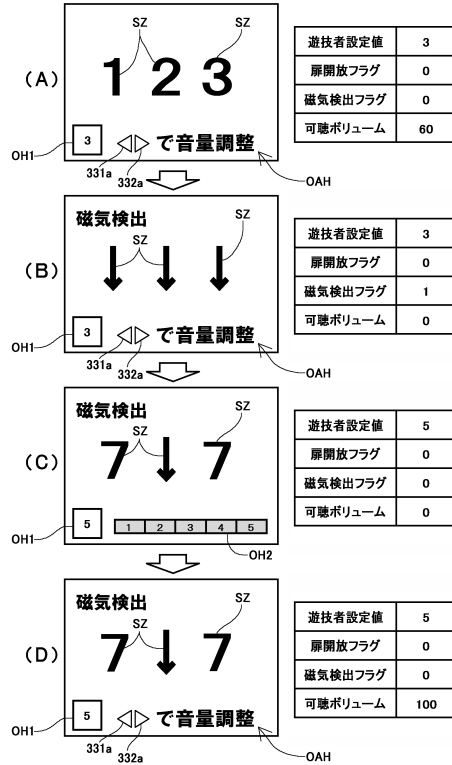 SZ
SZ
(A)
1 2 3
3
OH1
331a
332a
で音量調整
OAH
遊技者設定値 3
扉開放フラグ 0
磁気検出フラグ 0
可聴ボリューム 60
磁気検出
SZ
SZ
(B)
3
OH1
331a
332a
で音量調整
OAH
遊技者設定値 3
扉開放フラグ 0
磁気検出フラグ 1
可聴ボリューム 0
磁気検出
SZ
SZ
(C)
7 7
5
OH1
1 2 3 4 5
OH2
遊技者設定値 5
扉開放フラグ 0
磁気検出フラグ 0
可聴ボリューム 0
磁気検出
SZ
SZ
(D)
7 7
5
OH1
331a
332a
で音量調整
OAH
遊技者設定値 5
扉開放フラグ 0
磁気検出フラグ 0
可聴ボリューム 100